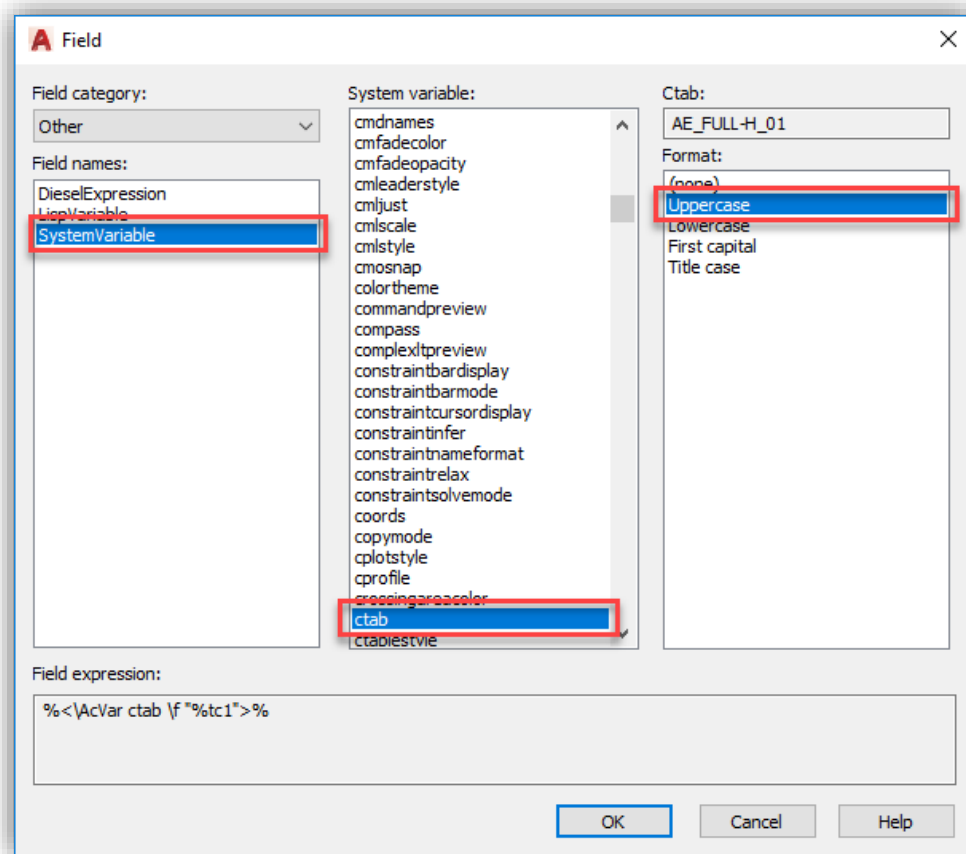 Field
Field category:
Other
Field names:
DieselExpression
LispVariable
SystemVariable
System variable:
cmdnames
cmfadecolor
cmfadeopacity
cmleaderstyle
cmljust
cmlscale
cmlstyle
cmosnap
colortheme
commandpreview
compass
complexltpreview
constraintbardisplay
constraintbarmode
constraintcursordisplay
constraintinfer
constraintnameformat
constraintrelax
constraintsolvemode
coords
copymode
cplotstyle
cprofile
crossingareacolor
ctab
ctablestyle
Ctab:
AE_FULL-H_01
Format:
(none)
Uppercase
Lowercase
First capital
Title case
Field expression:
%<\AcVar ctab \f "%tc1">%
OK
Cancel
Help